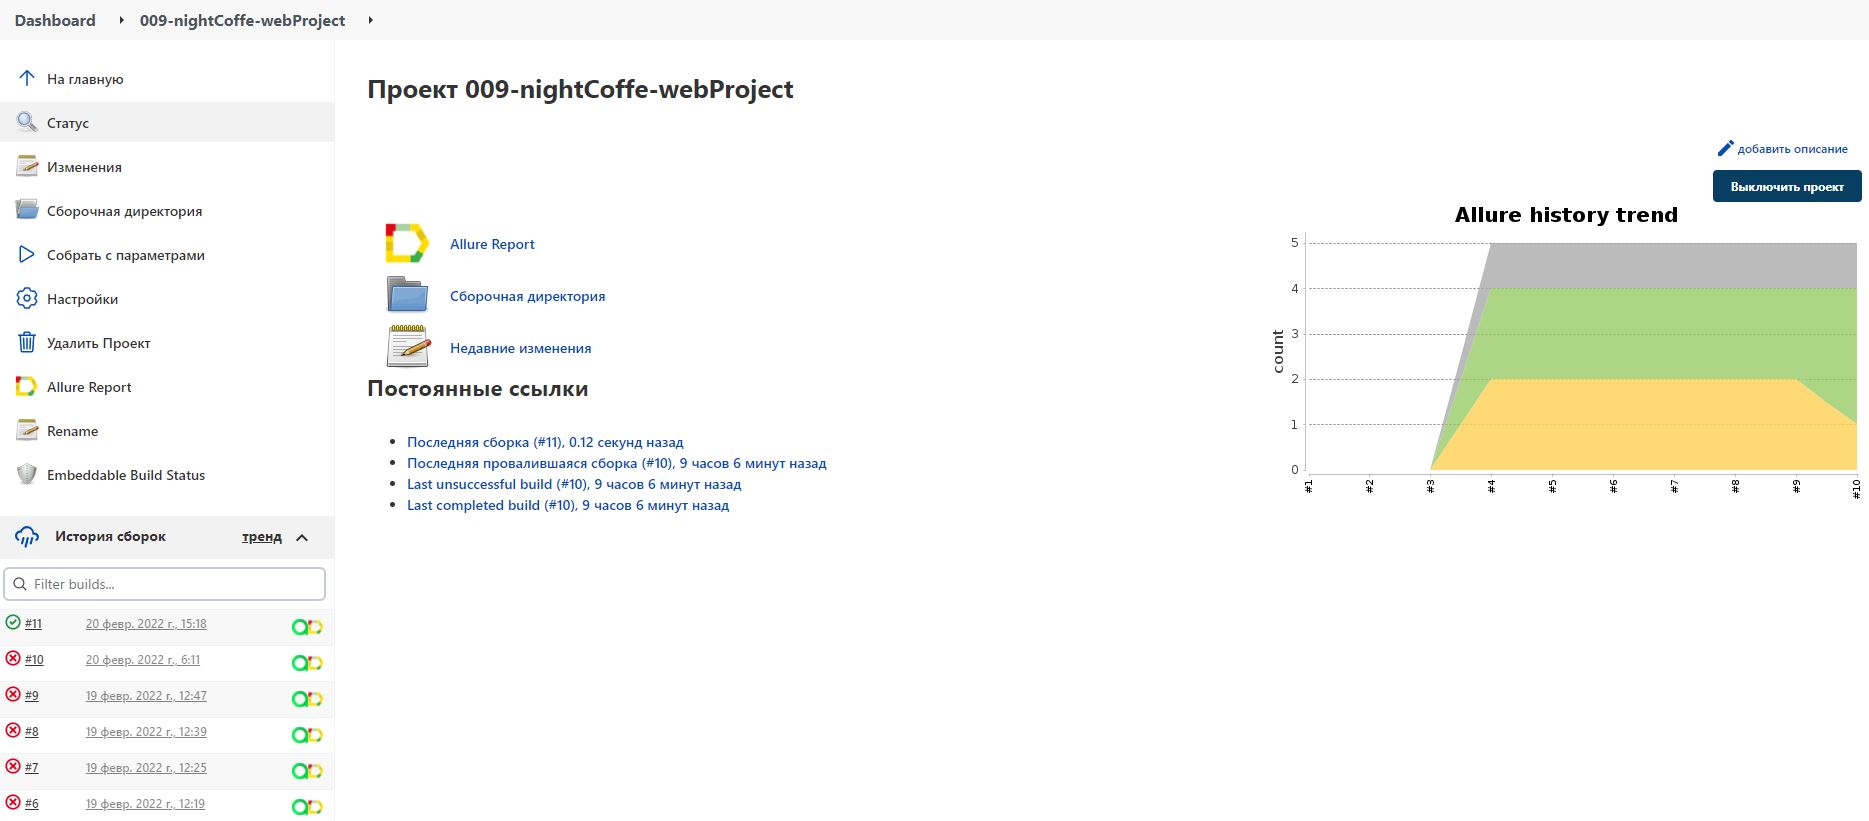 Dashboard 009-nightCoffe-webProject
На главную
Статус
Изменения
Сборочная директория
Собрать с параметрами
Настройки
Удалить Проект
Allure Report
Rename
Embeddable Build Status
История сборок тренд
Filter builds...
#11 20 февр. 2022 г., 15:18
#10 20 февр. 2022 г., 6:11
#9 19 февр. 2022 г., 12:47
#8 19 февр. 2022 г., 12:39
#7 19 февр. 2022 г., 12:25
#6 19 февр. 2022 г., 12:19
Проект 009-nightCoffe-webProject
добавить описание
Выключить проект
Allure Report
Сборочная директория
Недавние изменения
Постоянные ссылки
Последняя сборка (#11), 0.12 секунд назад
Последняя провалившаяся сборка (#10), 9 часов 6 минут назад
Last unsuccessful build (#10), 9 часов 6 минут назад
Last completed build (#10), 9 часов 6 минут назад
Allure history trend
count
5
4
3
2
1
0
#1 #2 #3 #4 #5 #6 #7 #8 #9 #10